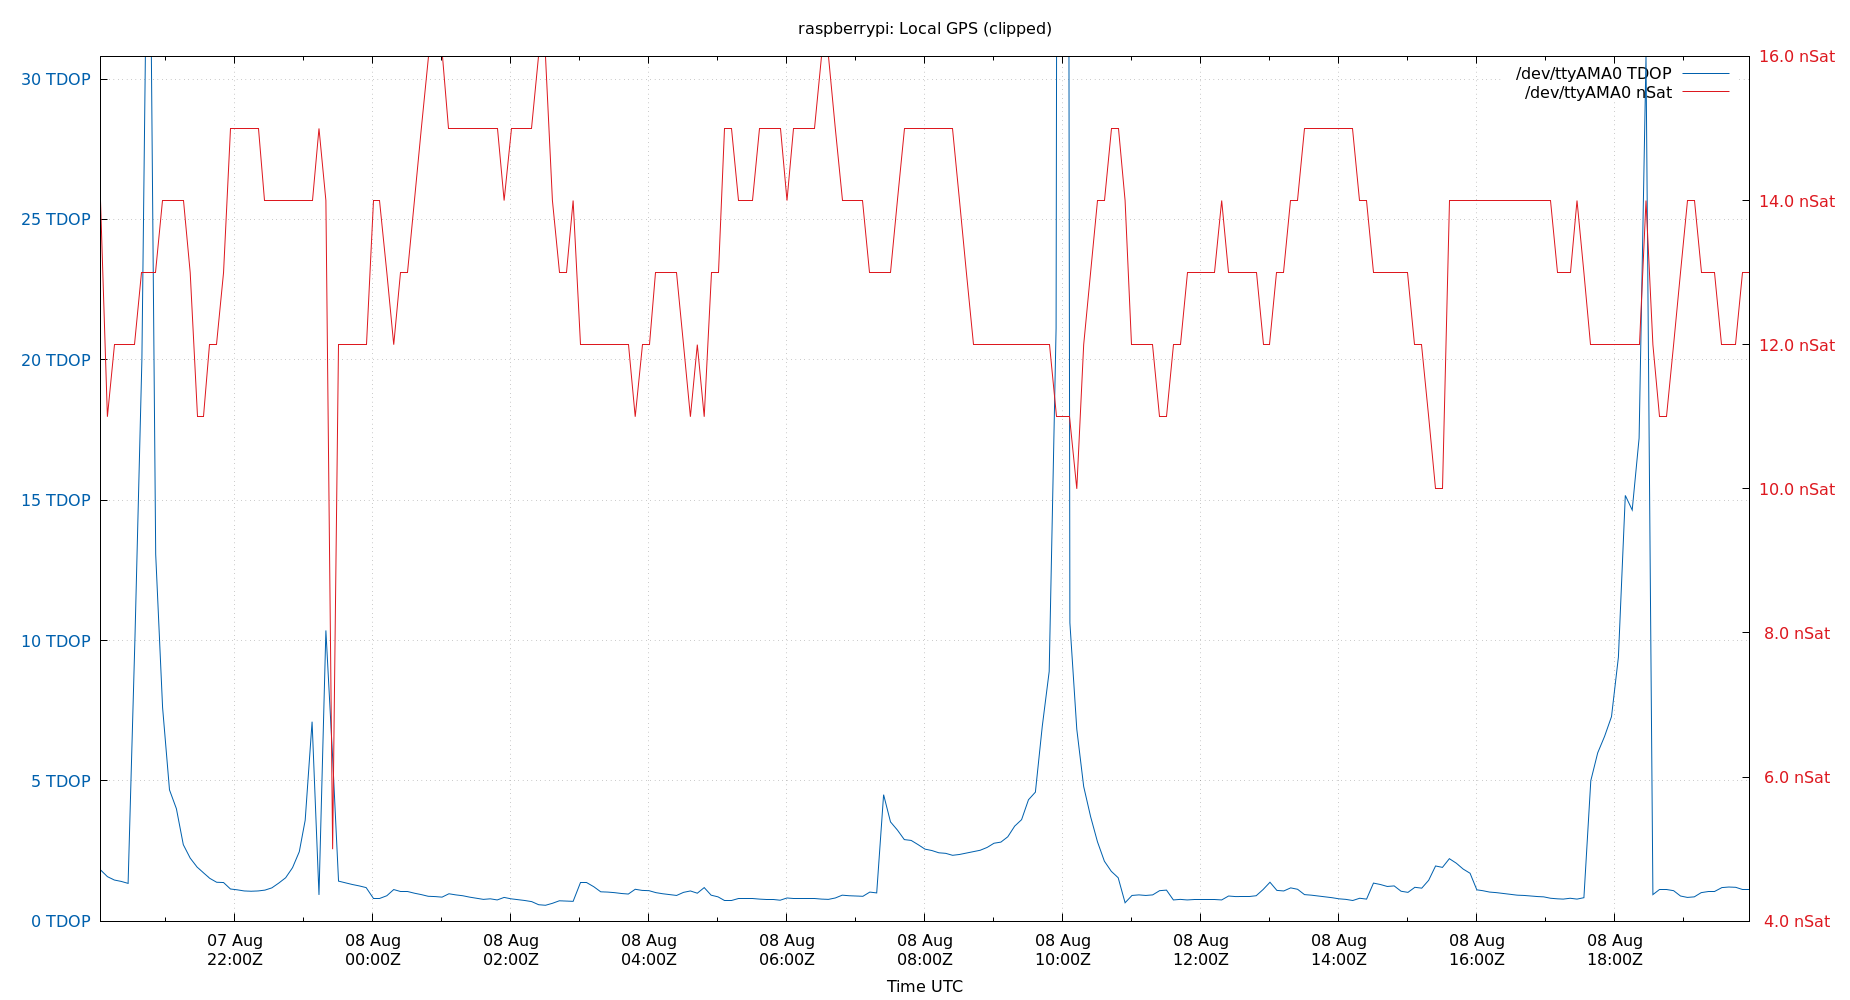 raspberrypi: Local GPS (clipped)
30 TDOP
25 TDOP
20 TDOP
15 TDOP
10 TDOP
5 TDOP
0 TDOP
16.0 nSat
14.0 nSat
12.0 nSat
10.0 nSat
8.0 nSat
6.0 nSat
4.0 nSat
/dev/ttyAMA0 TDOP
/dev/ttyAMA0 nSat
07 Aug 08 Aug 08 Aug 08 Aug 08 Aug 08 Aug 08 Aug 08 Aug 08 Aug 08 Aug 08 Aug
22:00Z 00:00Z 02:00Z 04:00Z 06:00Z 08:00Z 10:00Z 12:00Z 14:00Z 16:00Z 18:00Z
Time UTC